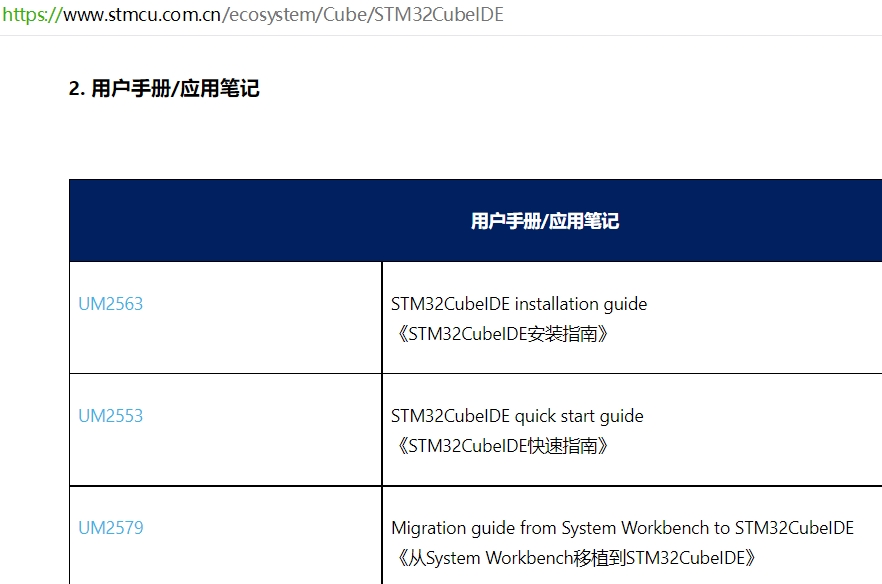 https://www.stmcu.com.cn/ecosystem/Cube/STM32CubeIDE
2. 用户手册/应用笔记
用户手册/应用笔记
UM2563
STM32CubeIDE installation guide
《STM32CubeIDE安装指南》
UM2553
STM32CubeIDE quick start guide
《STM32CubeIDE快速指南》
UM2579
Migration guide from System Workbench to STM32CubeIDE
《从System Workbench移植到STM32CubeIDE》